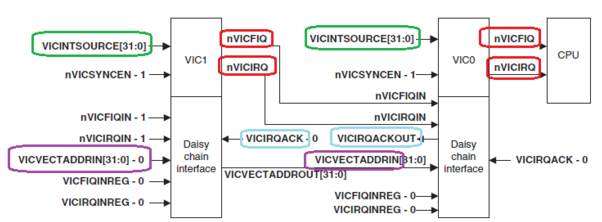 VICINTSOURCE[31:0]
nVICSYNCEN - 1
nVICFIQIN - 1
nVICIRQIN - 1
VICVECTADDRIN[31:0] - 0
VICFIQINREG - 0
VICIRQINREG - 0
VIC1
Daisy
chain
interface
nVICFIQ
nVICIRQ
VICIRQACK - 0
VICVECTADDROUT[31:0]
VICINTSOURCE[31:0]
nVICSYNCEN - 1
nVICFIQIN
nVICIRQIN
VICIRQACKOUT
VICVECTADDRIN[31:0]
VICFIQINREG - 0
VICIRQINREG - 0
VIC0
Daisy
chain
interface
nVICFIQ
nVICIRQ
CPU
VICIRQACK - 0